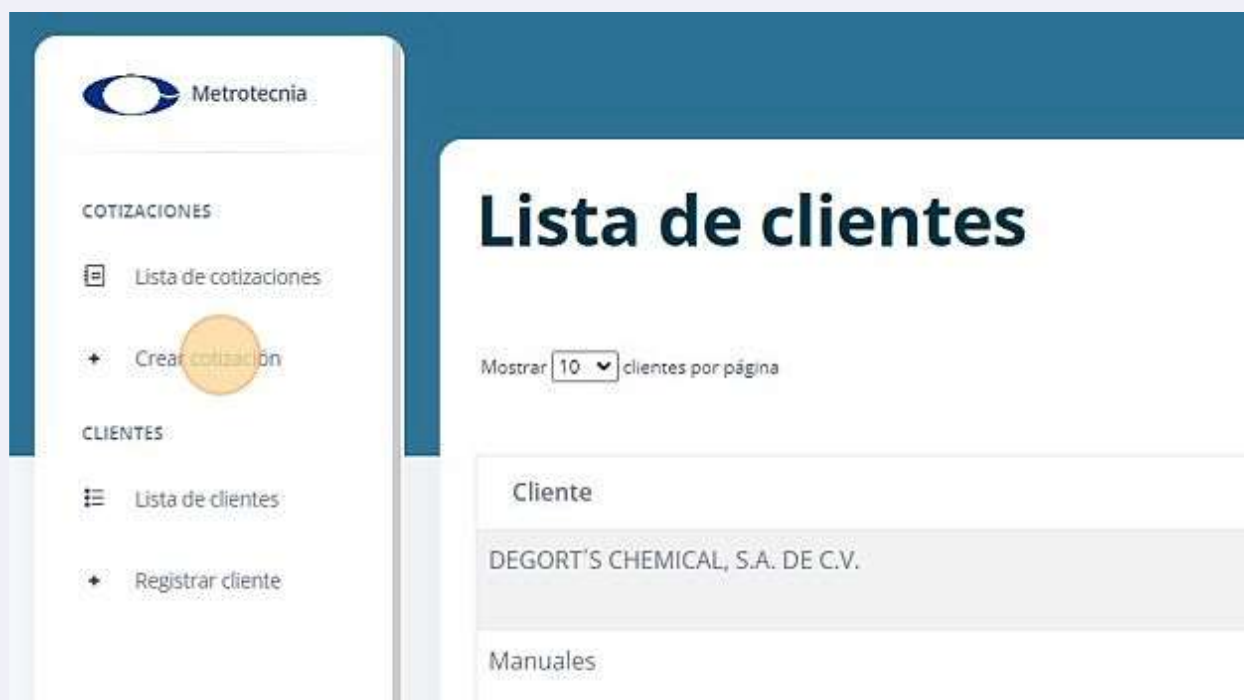 Metrotecnia
COTIZACIONES
Lista de cotizaciones
Crear cotización
CLIENTES
Lista de clientes
Registrar cliente
Lista de clientes
Mostrar 10 clientes por página
Cliente
DEGORT´S CHEMICAL, S.A. DE C.V.
Manuales